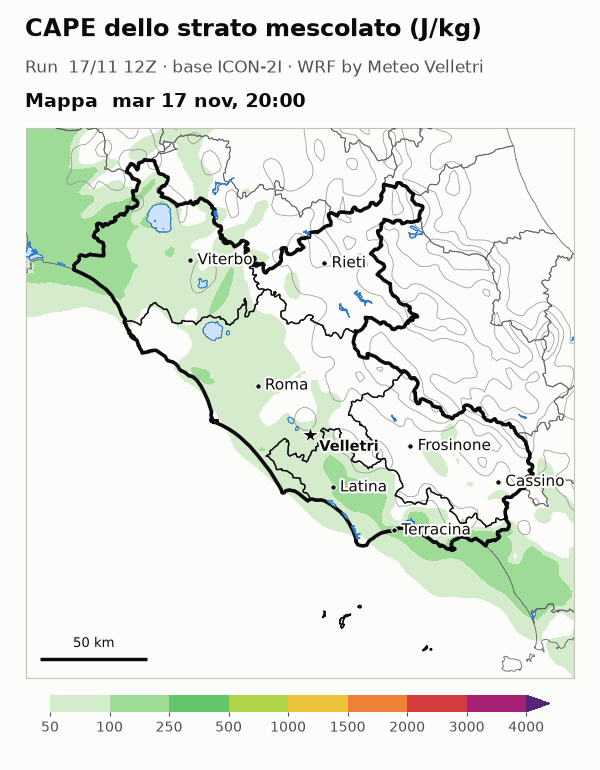 CAPE dello strato mescolato (J/kg)
Run  17/11 12Z · base ICON-2I · WRF by Meteo Velletri
Mappa  mar 17 nov, 20:00
Viterbo
Rieti
Roma
Velletri
Frosinone
Cassino
Latina
Terracina
50 km
50 100 250 500 1000 1500 2000 3000 4000